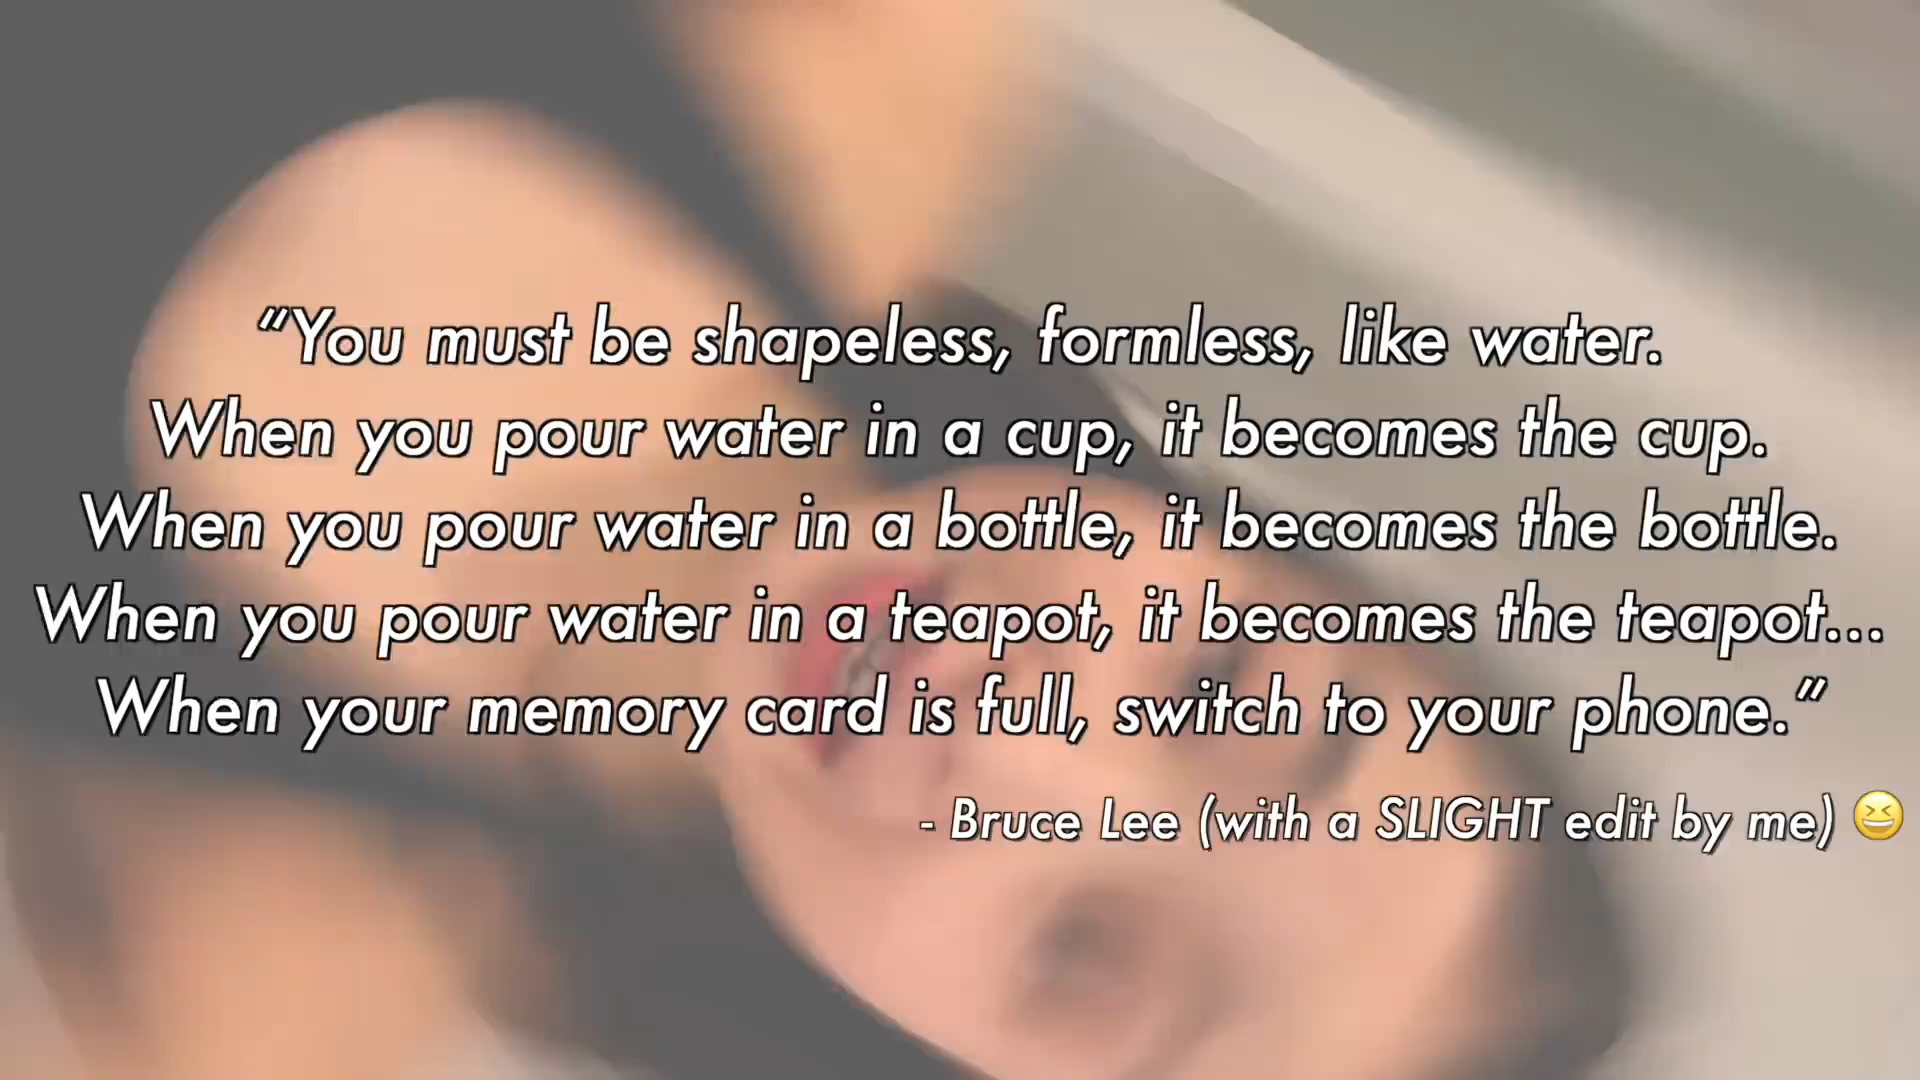 “You must be shapeless, formless, like water.
When you pour water in a cup, it becomes the cup.
When you pour water in a bottle, it becomes the bottle.
When you pour water in a teapot, it becomes the teapot...
When your memory card is full, switch to your phone.”
- Bruce Lee (with a SLIGHT edit by me) 😆